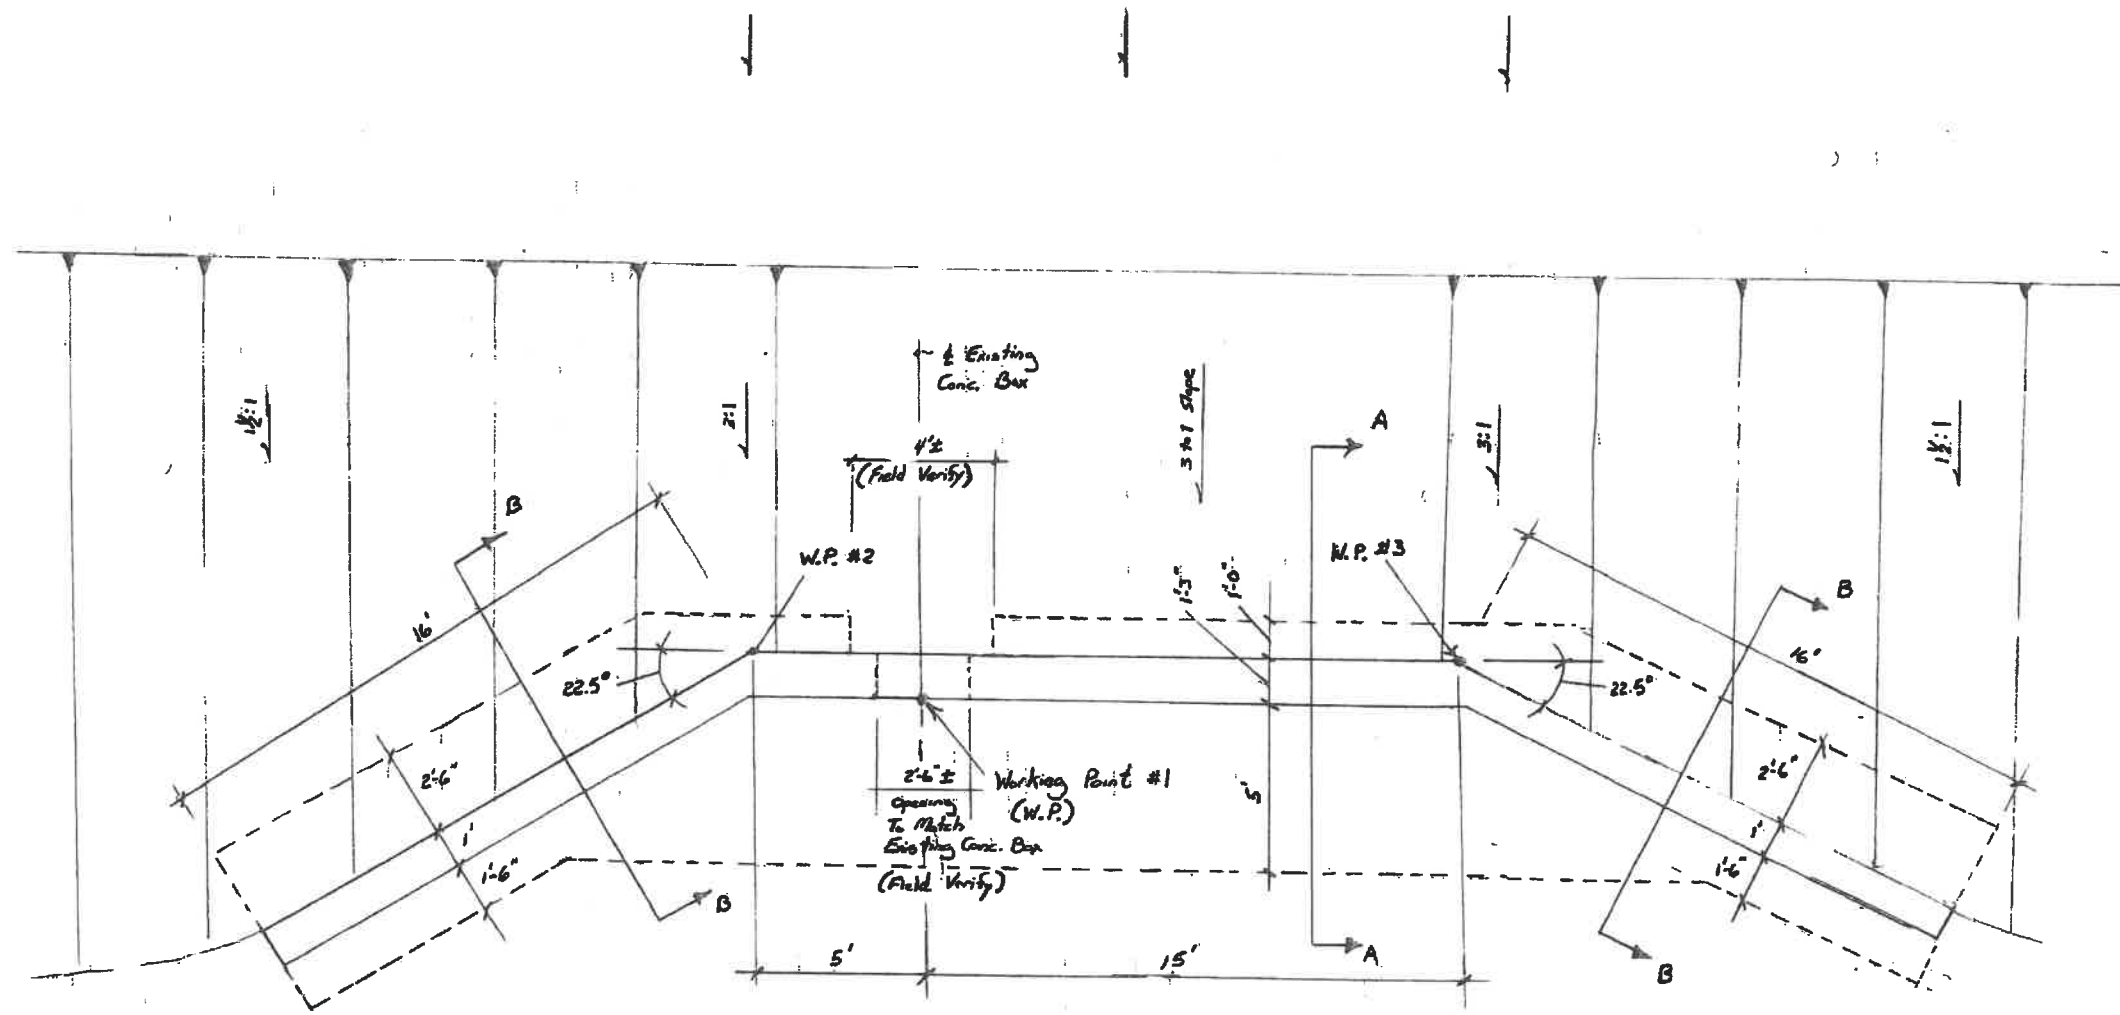 ℄ Existing
Conc. Box
1½:1
2:1
3 to 1 Slope
A
3:1
1½:1
4'±
(Field Verify)
B
W.P. #2
1'-3"
1'-0"
W.P. #3
B
16'
22.5°
22.5°
16'
2'-6"
1'
1'-6"
2'-6"±
Opening
To Match
Existing Conc. Box
(Field Verify)
Working Point #1
(W.P.)
5'
2'-6"
1'
1'-6"
B
5'
15'
A
B